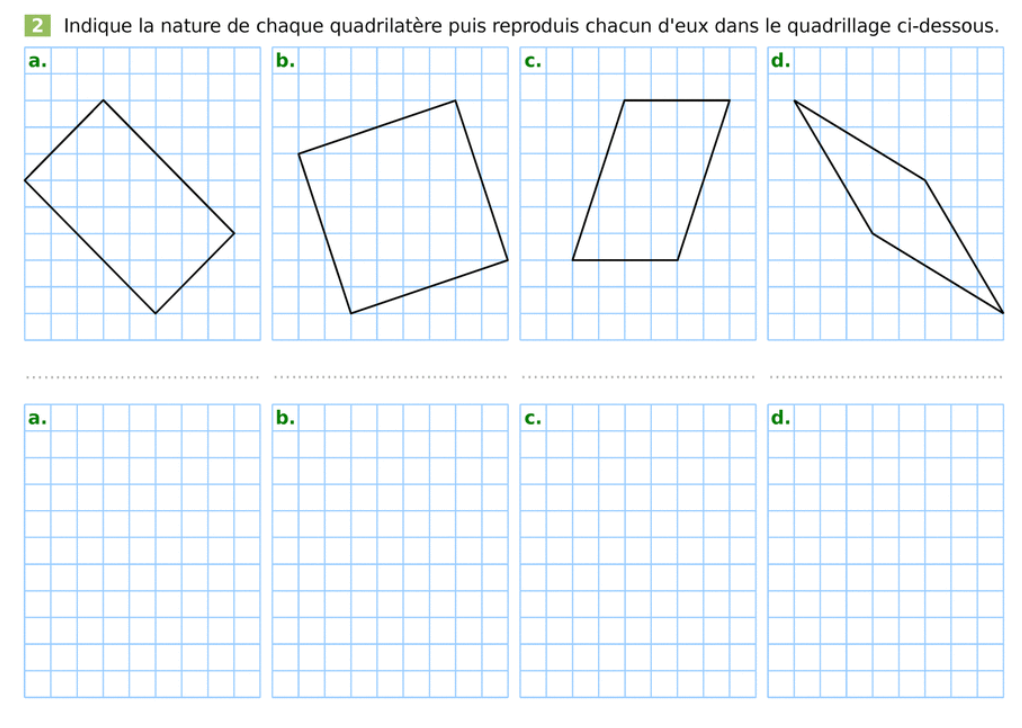 2 Indique la nature de chaque quadrilatère puis reproduis chacun d'eux dans le quadrillage ci-dessous.
a. b. c. d.
a. b. c. d.